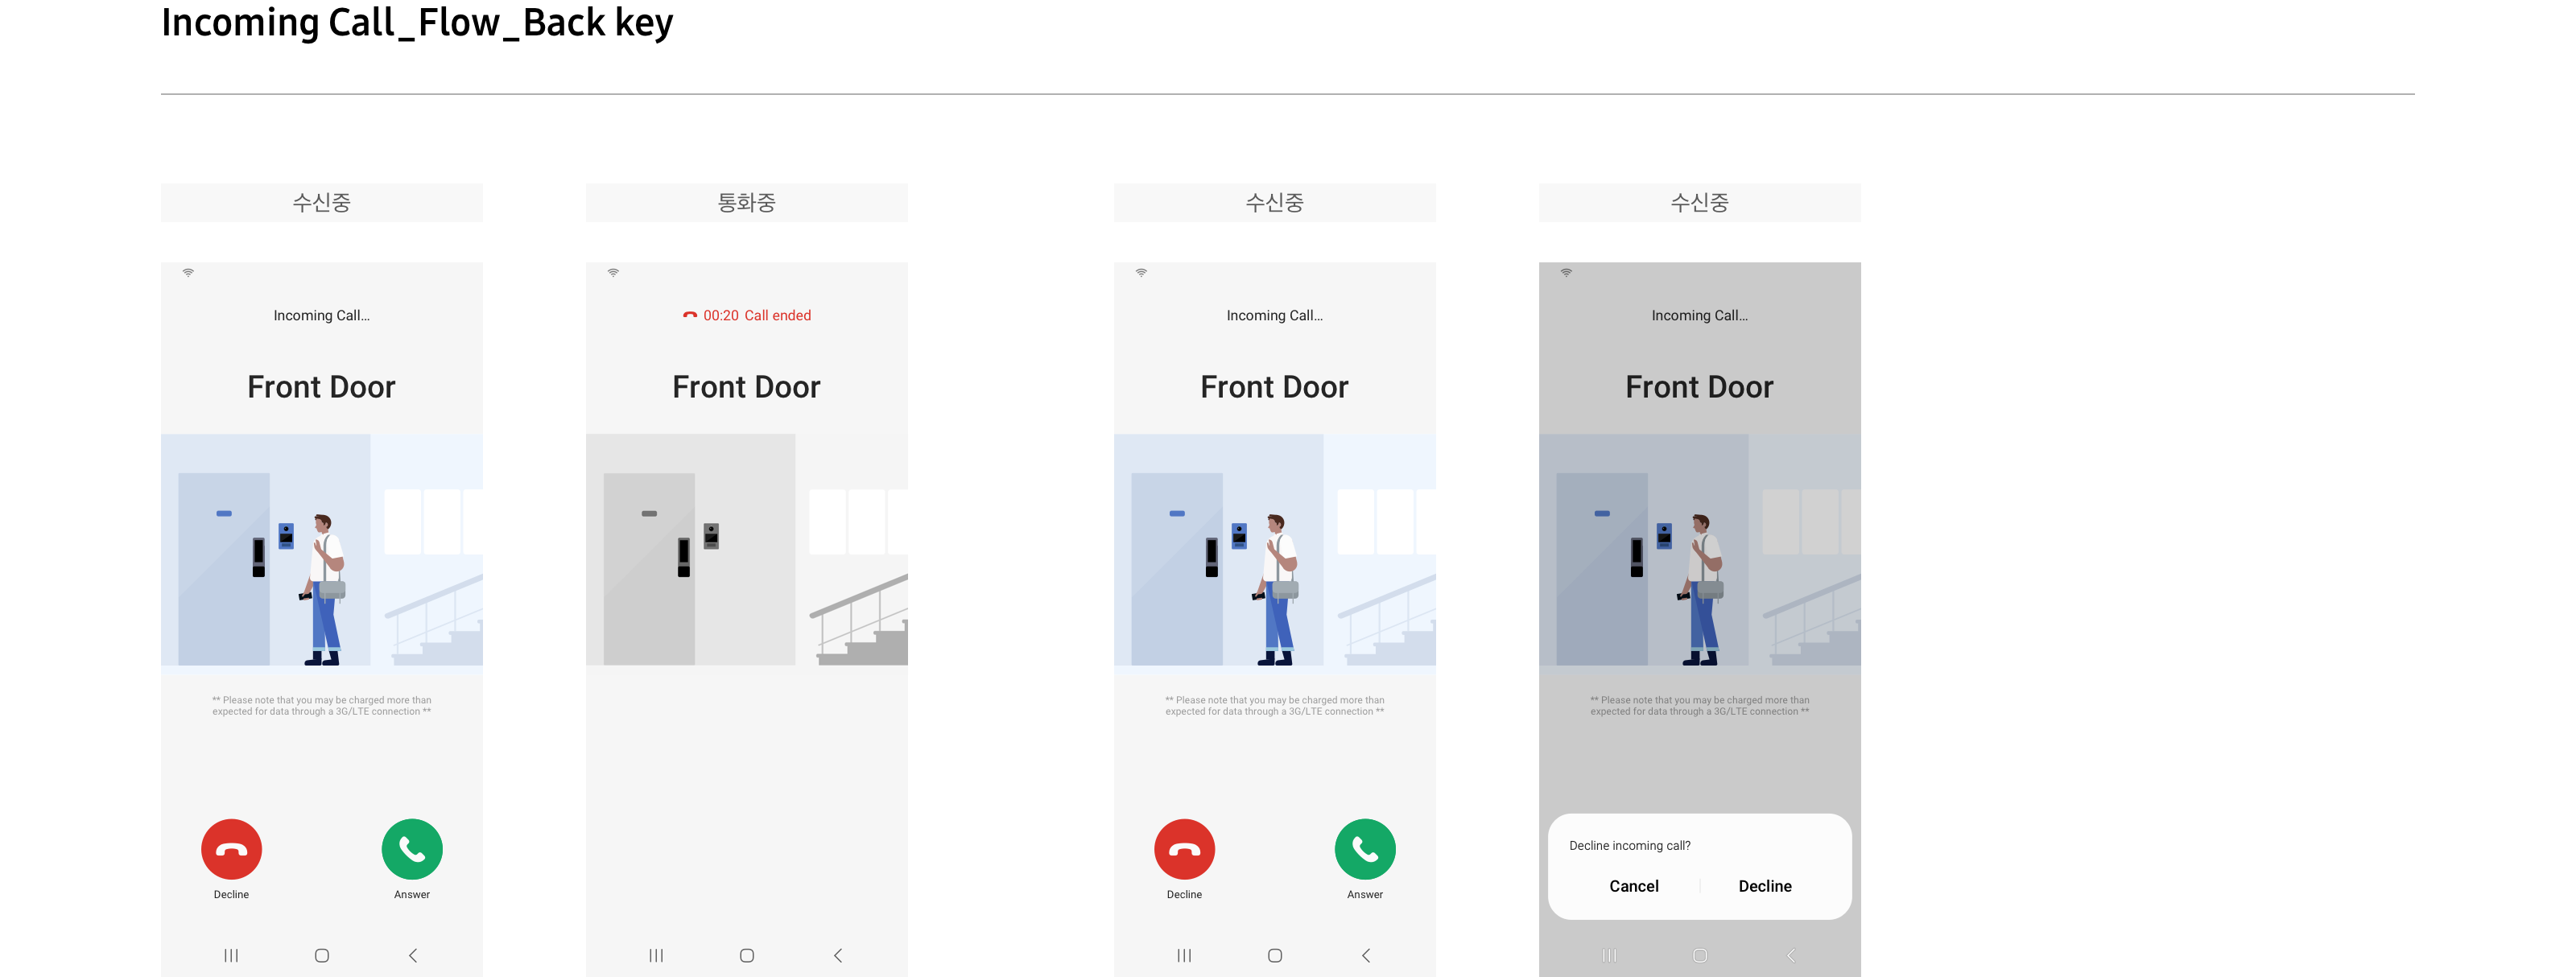 Incoming Call_Flow_Back key
수신중
Incoming Call...
Front Door
** Please note that you may be charged more than
expected for data through a 3G/LTE connection **
Decline
Answer
통화중
00:20 Call ended
Front Door
수신중
Incoming Call...
Front Door
** Please note that you may be charged more than
expected for data through a 3G/LTE connection **
Decline
Answer
수신중
Incoming Call...
Front Door
** Please note that you may be charged more than
expected for data through a 3G/LTE connection **
Decline incoming call?
Cancel
Decline